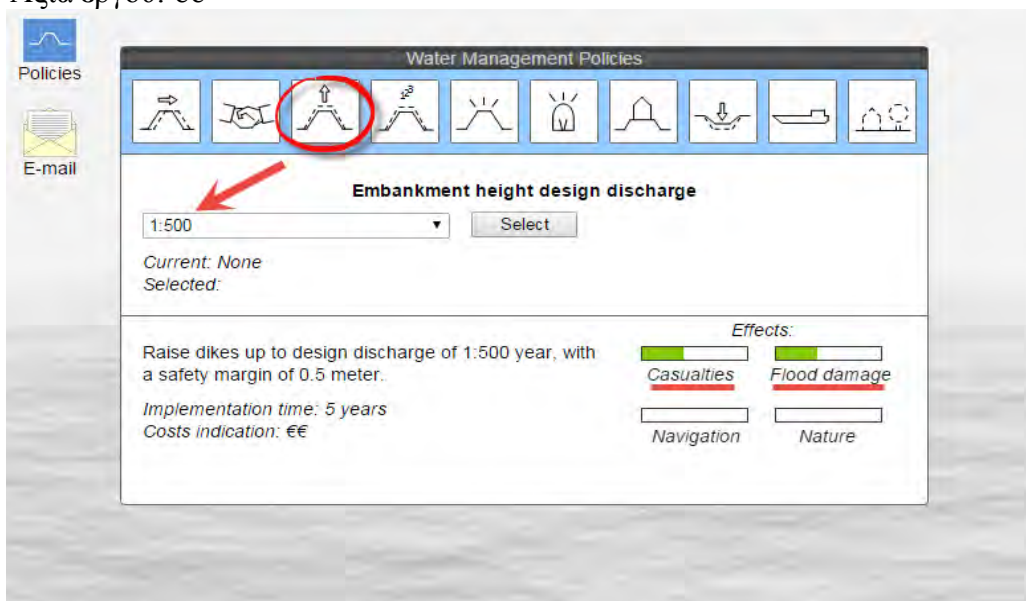 Water Management Policies
Policies
E-mail
Embankment height design discharge
1:500
Select
Current: None
Selected:
Raise dikes up to design discharge of 1:500 year, with
a safety margin of 0.5 meter.
Implementation time: 5 years
Costs indication: €€
Effects:
Casualties Flood damage
Navigation Nature